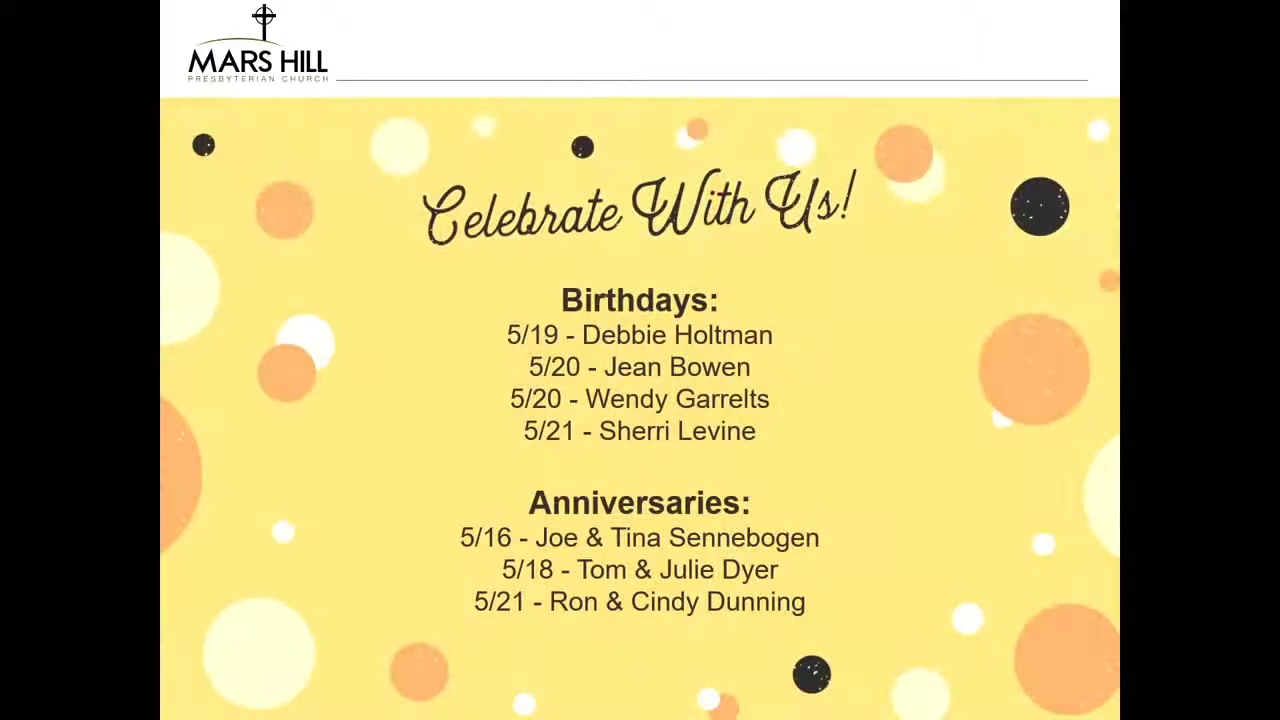 MARS HILL
PRESBYTERIAN CHURCH
Celebrate With Us!
Birthdays:
5/19 - Debbie Holtman
5/20 - Jean Bowen
5/20 - Wendy Garrelts
5/21 - Sherri Levine
Anniversaries:
5/16 - Joe & Tina Sennebogen
5/18 - Tom & Julie Dyer
5/21 - Ron & Cindy Dunning